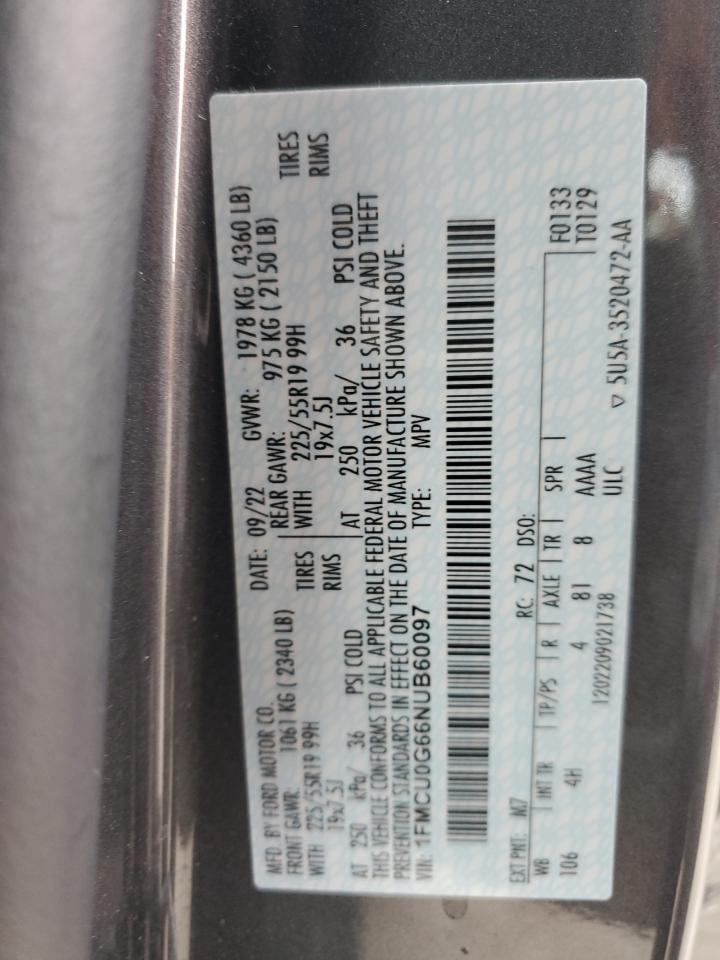 MFD. BY FORD MOTOR CO. DATE: 09/22 GVWR: 1978 KG ( 4360 LB)
FRONT GAWR: 1061 KG ( 2340 LB) REAR GAWR: 975 KG ( 2150 LB)
WITH 225/55R19 99H TIRES WITH 225/55R19 99H TIRES
19x7.5J RIMS 19x7.5J RIMS
AT 250 kPa/ 36 PSI COLD AT 250 kPa/ 36 PSI COLD
THIS VEHICLE CONFORMS TO ALL APPLICABLE FEDERAL MOTOR VEHICLE SAFETY AND THEFT
PREVENTION STANDARDS IN EFFECT ON THE DATE OF MANUFACTURE SHOWN ABOVE.
VIN: 1FMCU0G66NUB60097 TYPE: MPV
EXT PNT: M7 RC: 72 DSO:
WB INT TR TP/PS R AXLE TR SPR F0133
106 4H 4 81 8 AAAA T0129
1202209021738 ULC ▽ 5U5A-3520472-AA